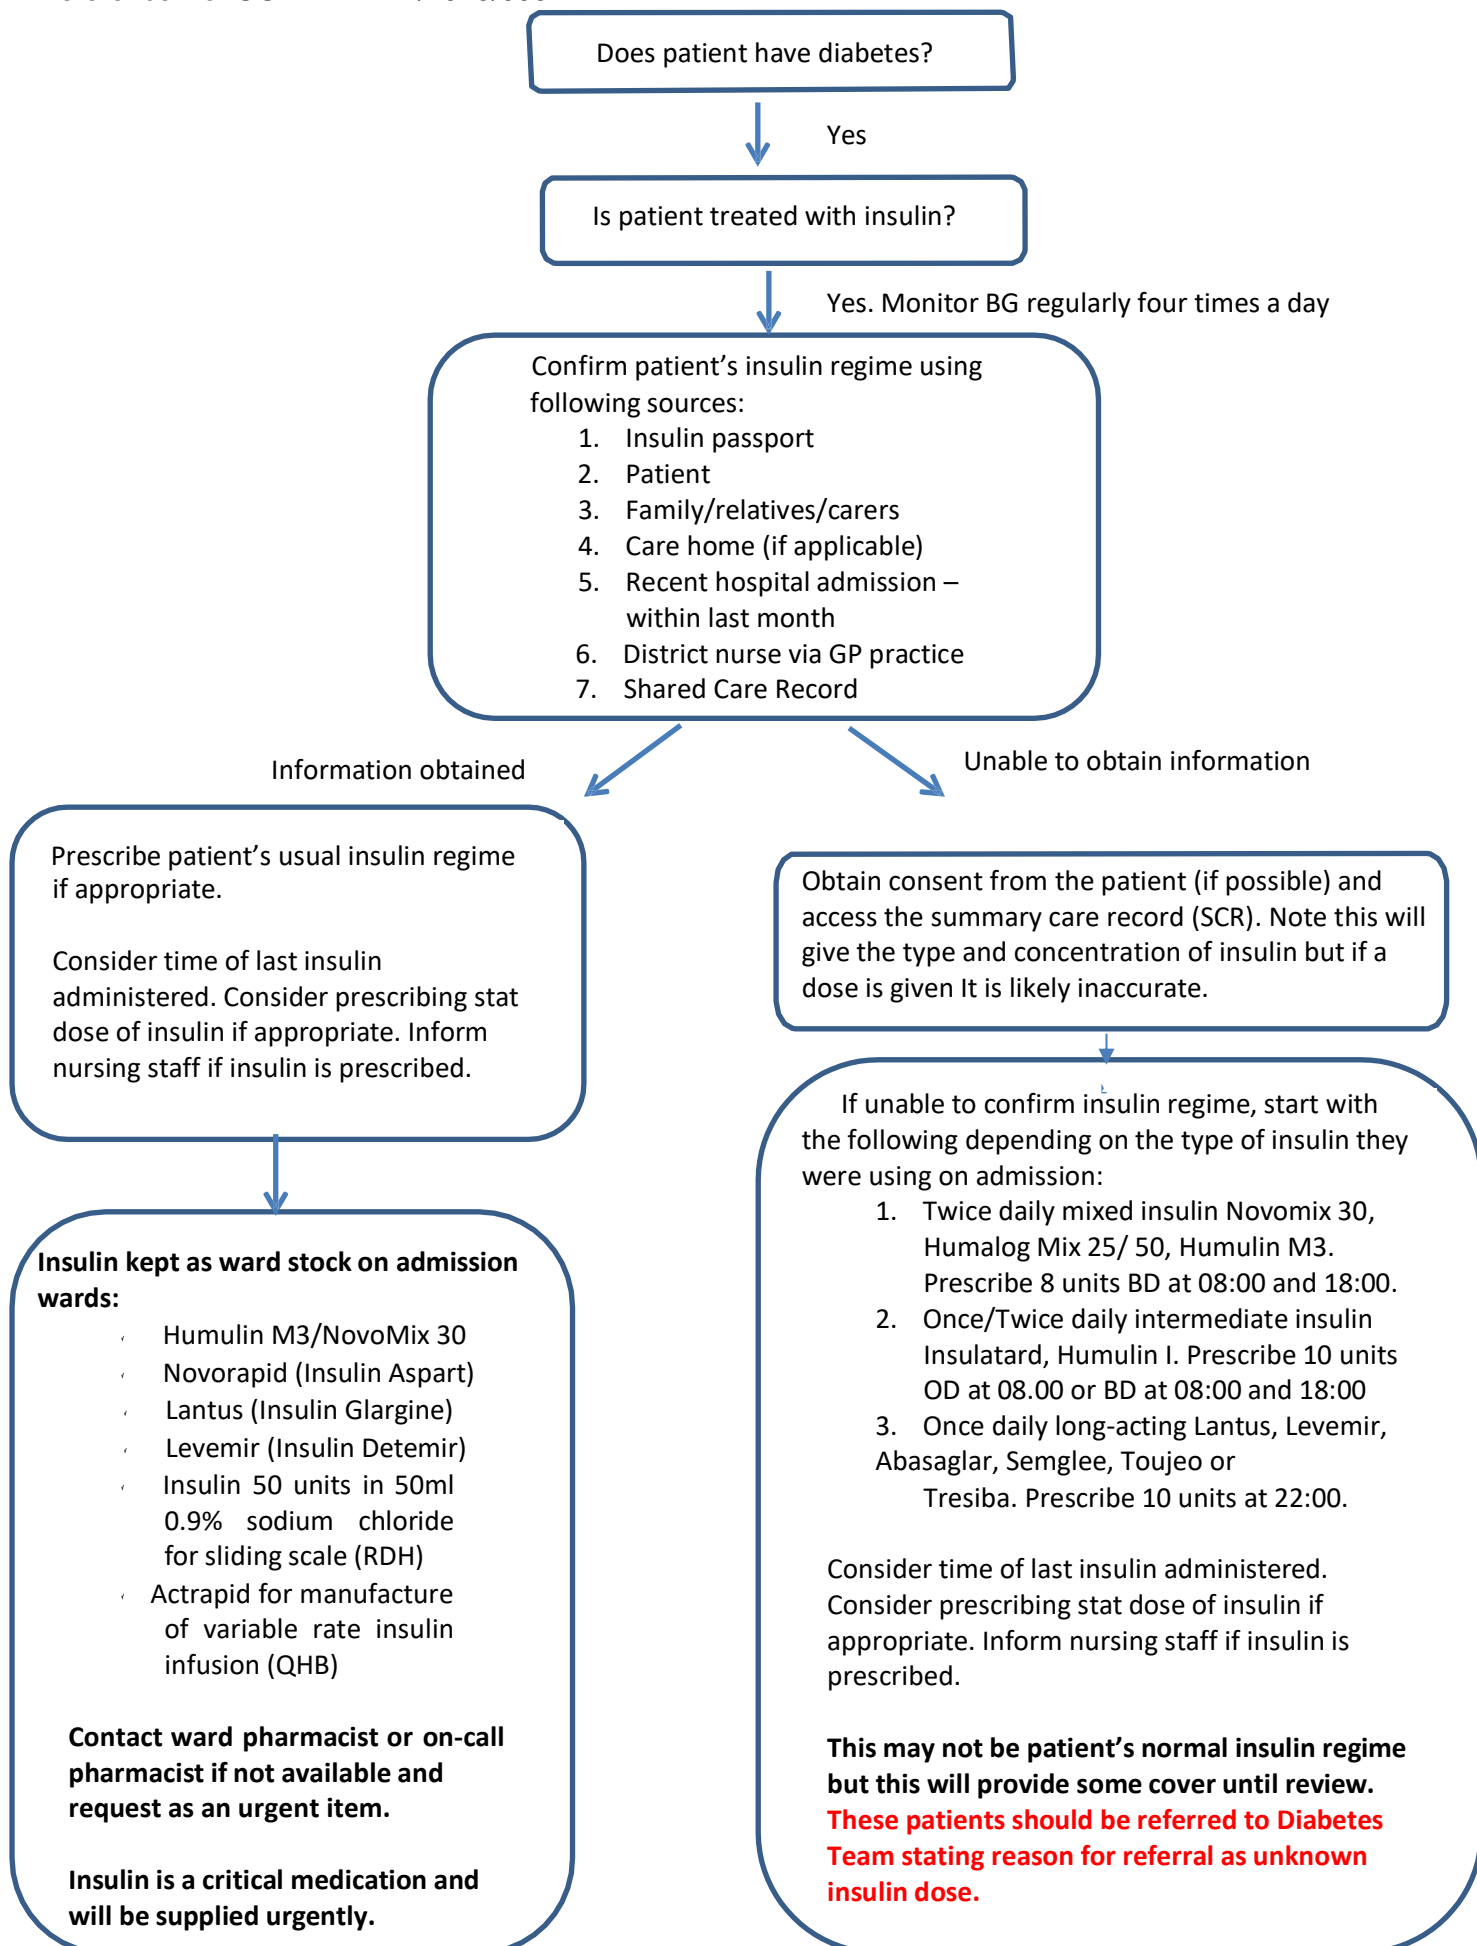 Does patient have diabetes?
Yes
Is patient treated with insulin?
Yes. Monitor BG regularly four times a day
Confirm patient’s insulin regime using
following sources:
1. Insulin passport
2. Patient
3. Family/relatives/carers
4. Care home (if applicable)
5. Recent hospital admission –
within last month
6. District nurse via GP practice
7. Shared Care Record
Information obtained
Unable to obtain information
Prescribe patient’s usual insulin regime
if appropriate.
Consider time of last insulin
administered. Consider prescribing stat
dose of insulin if appropriate. Inform
nursing staff if insulin is prescribed.
Insulin kept as ward stock on admission
wards:
Humulin M3/NovoMix 30
Novorapid (Insulin Aspart)
Lantus (Insulin Glargine)
Levemir (Insulin Detemir)
Insulin 50 units in 50ml
0.9% sodium chloride
for sliding scale (RDH)
Actrapid for manufacture
of variable rate insulin
infusion (QHB)
Contact ward pharmacist or on-call
pharmacist if not available and
request as an urgent item.
Insulin is a critical medication and
will be supplied urgently.
Obtain consent from the patient (if possible) and
access the summary care record (SCR). Note this will
give the type and concentration of insulin but if a
dose is given It is likely inaccurate.
If unable to confirm insulin regime, start with
the following depending on the type of insulin they
were using on admission:
1. Twice daily mixed insulin Novomix 30,
Humalog Mix 25/ 50, Humulin M3.
Prescribe 8 units BD at 08:00 and 18:00.
2. Once/Twice daily intermediate insulin
Insulatard, Humulin I. Prescribe 10 units
OD at 08.00 or BD at 08:00 and 18:00
3. Once daily long-acting Lantus, Levemir,
Abasaglar, Semglee, Toujeo or
Tresiba. Prescribe 10 units at 22:00.
Consider time of last insulin administered.
Consider prescribing stat dose of insulin if
appropriate. Inform nursing staff if insulin is
prescribed.
This may not be patient’s normal insulin regime
but this will provide some cover until review.
These patients should be referred to Diabetes
Team stating reason for referral as unknown
insulin dose.